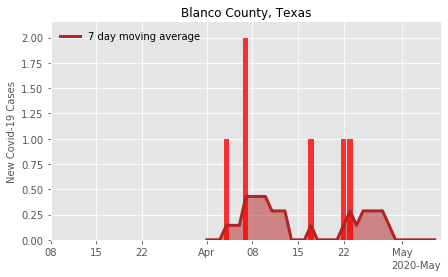 Blanco County, Texas
7 day moving average
New Covid-19 Cases
2.00
1.75
1.50
1.25
1.00
0.75
0.50
0.25
0.00
08 15 22 Apr 08 15 22 May
2020-May